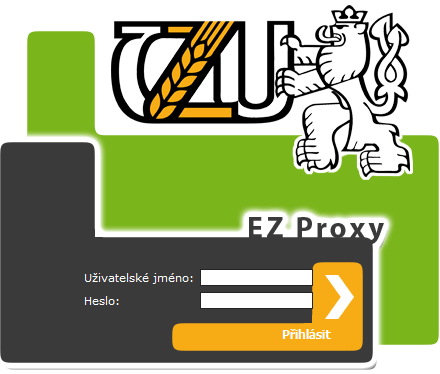 ČZU
EZ Proxy
Uživatelské jméno:
Heslo:
Přihlásit